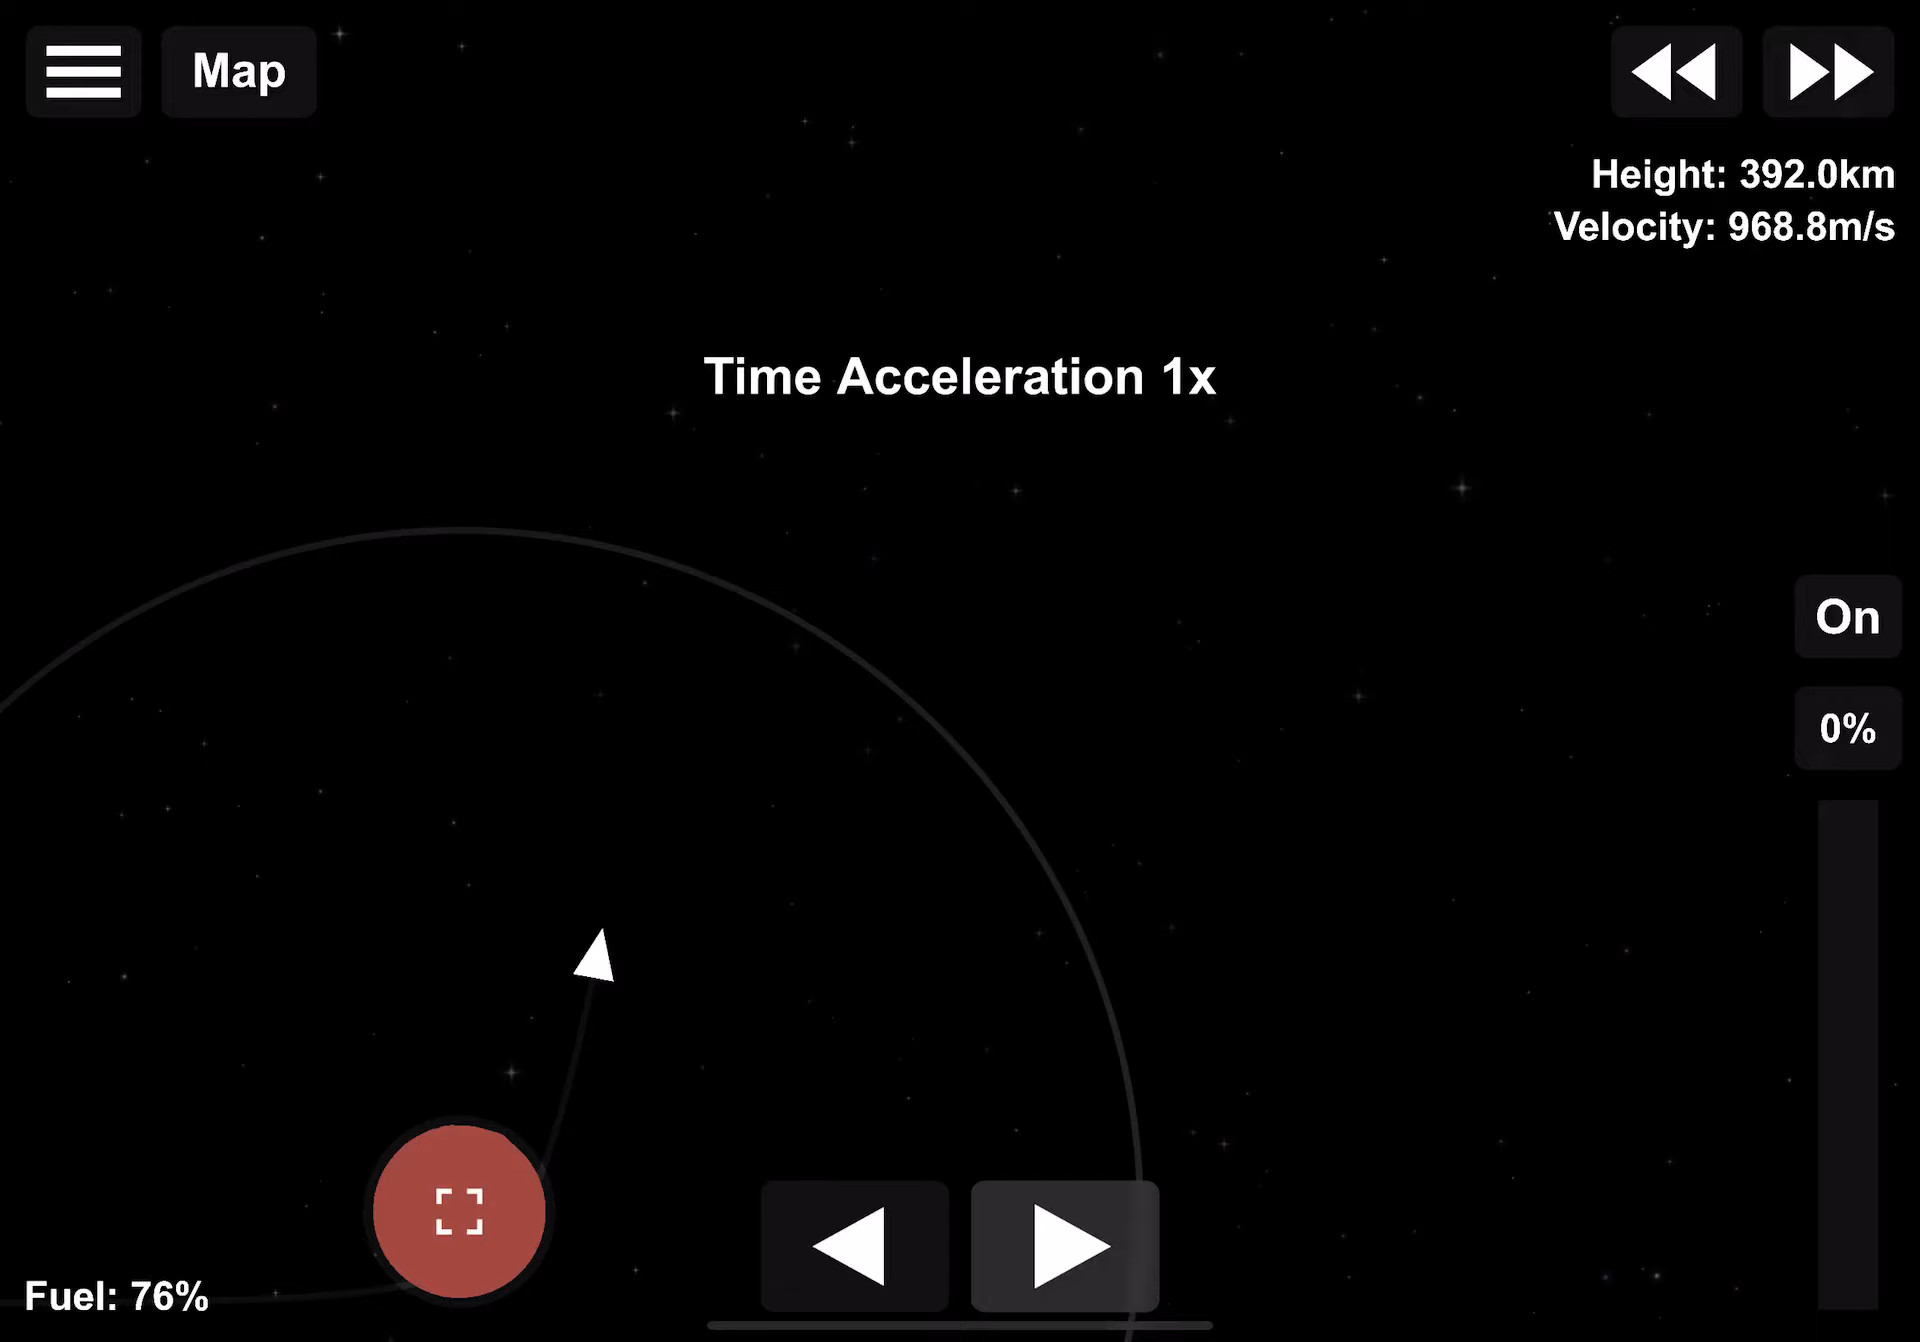 Map
Height: 392.0km
Velocity: 968.8m/s
Time Acceleration 1x
On
0%
Fuel: 76%